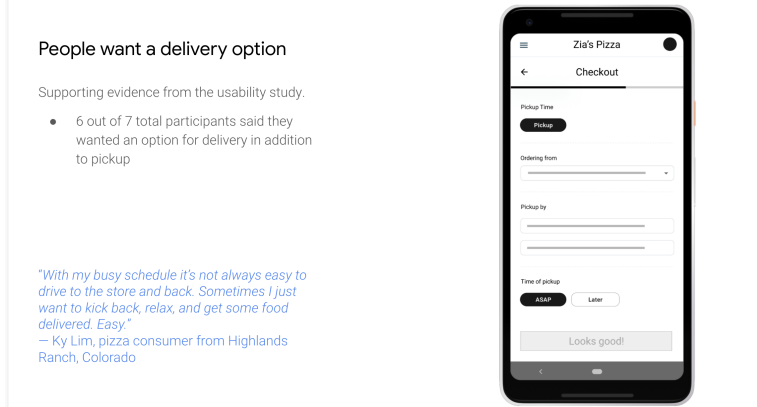 People want a delivery option
Supporting evidence from the usability study.
● 6 out of 7 total participants said they
wanted an option for delivery in addition
to pickup
"With my busy schedule it's not always easy to
drive to the store and back. Sometimes I just
want to kick back, relax, and get some food
delivered. Easy."
— Ky Lim, pizza consumer from Highlands
Ranch, Colorado
Zia's Pizza
Checkout
Pickup Time
Pickup
Ordering from
Pickup by
Time of pickup
ASAP Later
Looks good!